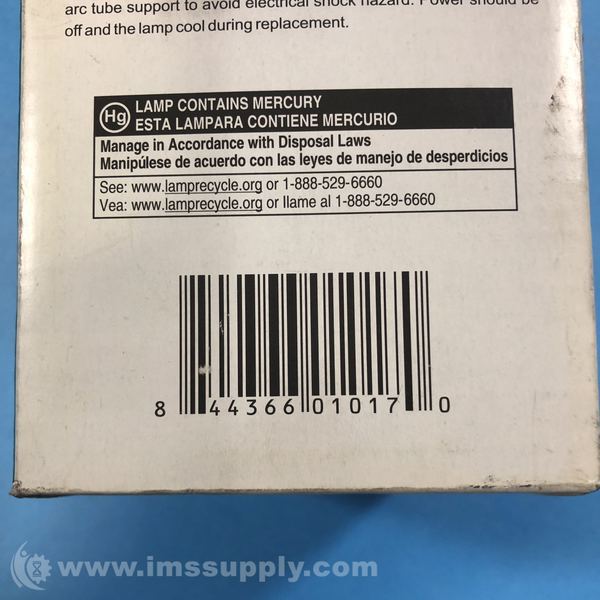 arc tube support to avoid electrical shock hazard. Power should be
off and the lamp cool during replacement.
Hg LAMP CONTAINS MERCURY
ESTA LAMPARA CONTIENE MERCURIO
Manage in Accordance with Disposal Laws
Manipúlese de acuerdo con las leyes de manejo de desperdicios
See: www.lamprecycle.org or 1-888-529-6660
Vea: www.lamprecycle.org or llame al 1-888-529-6660
8 44366 01017 0
www.imssupply.com